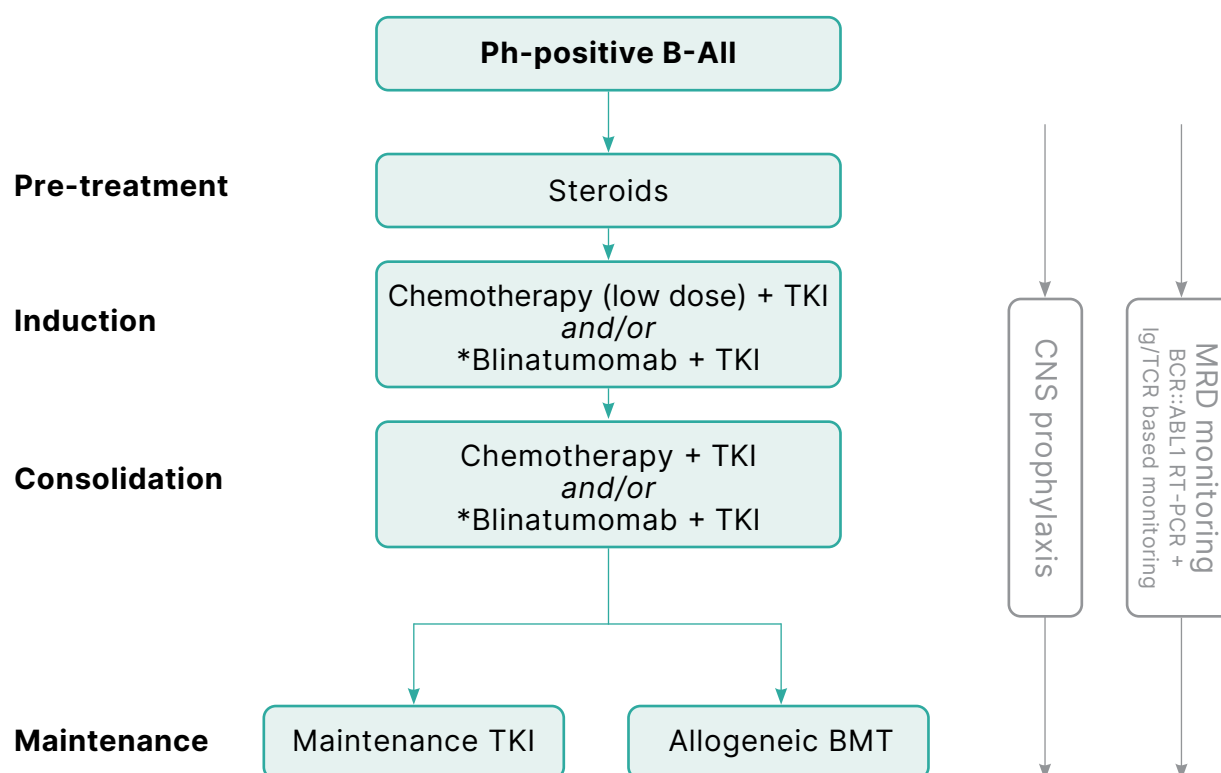 Ph-positive B-All
Pre-treatment
Steroids
Induction
Chemotherapy (low dose) + TKI
and/or
*Blinatumomab + TKI
Consolidation
Chemotherapy + TKI
and/or
*Blinatumomab + TKI
Maintenance
Maintenance TKI
Allogeneic BMT
CNS prophylaxis
MRD monitoring
BCR::ABL1 RT-PCR +
Ig/TCR based monitoring